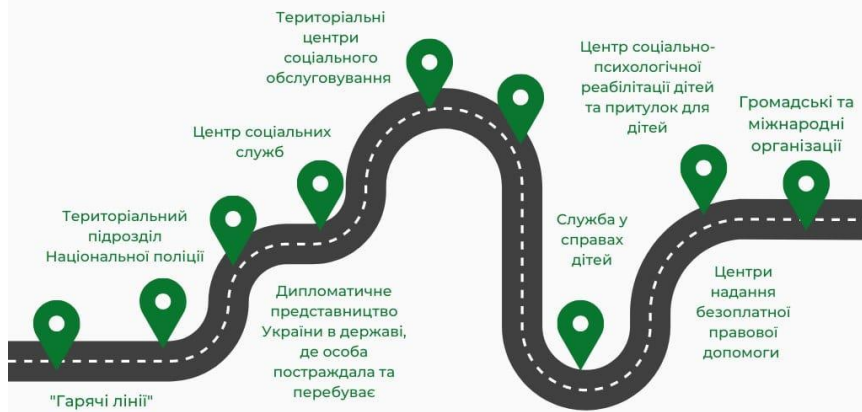 "Гарячі лінії"
Територіальний
підрозділ
Національної поліції
Дипломатичне
представництво
України в державі,
де особа
постраждала та
перебуває
Центр соціальних
служб
Територіальні
центри
соціального
обслуговування
Центр соціально-
психологічної
реабілітації дітей
та притулок для
дітей
Служба у
справах
дітей
Центри
надання
безоплатної
правової
допомоги
Громадські та
міжнародні
організації